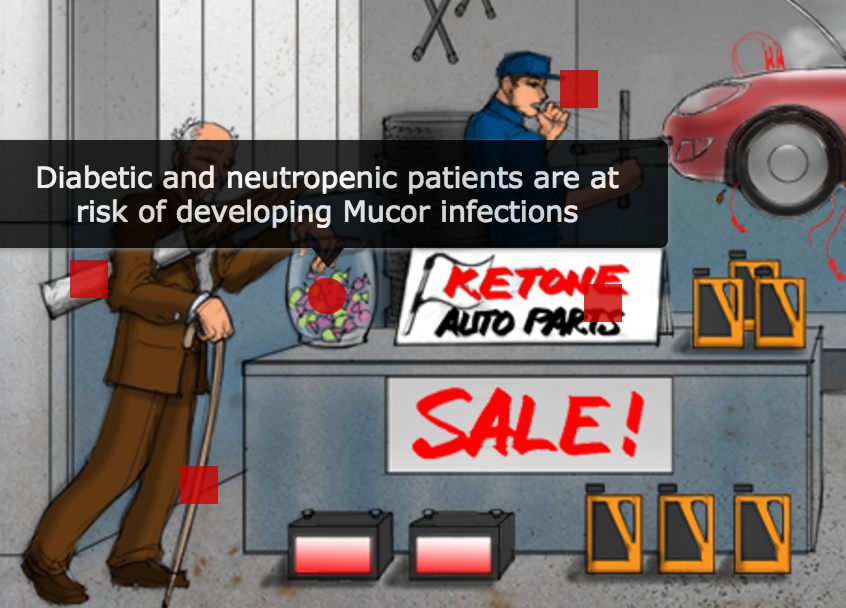 Diabetic and neutropenic patients are at
risk of developing Mucor infections
KETONE
AUTO PARTS
SALE!